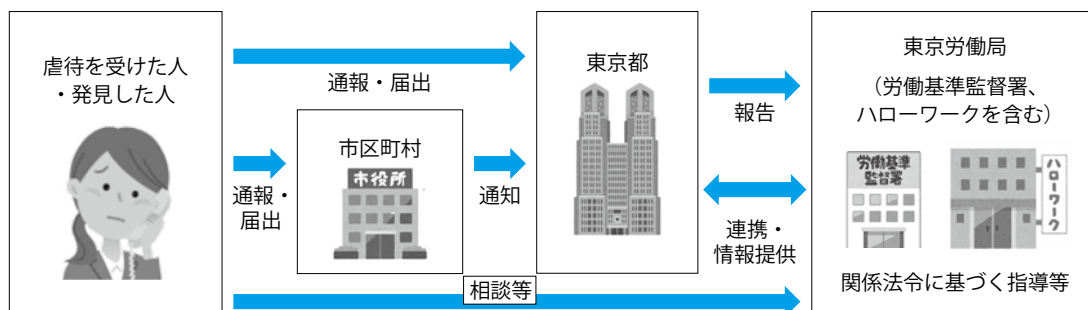 虐待を受けた人
・発見した人
通報・届出
通報・
届出
市区町村
市役所
通知
東京都
報告
連携・
情報提供
相談等
東京労働局
（労働基準監督署、
ハローワークを含む）
労働基準
監督署
ハローワーク
関係法令に基づく指導等